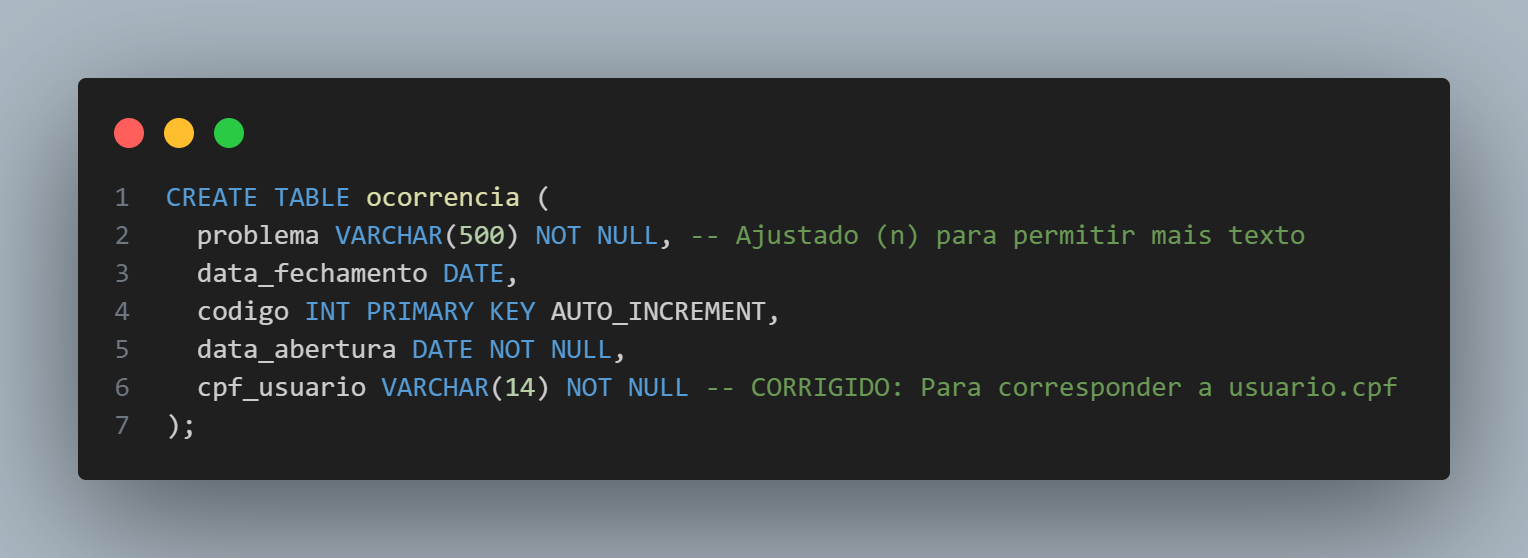 1 CREATE TABLE ocorrencia (
2 problema VARCHAR(500) NOT NULL, -- Ajustado (n) para permitir mais texto
3 data_fechamento DATE,
4 codigo INT PRIMARY KEY AUTO_INCREMENT,
5 data_abertura DATE NOT NULL,
6 cpf_usuario VARCHAR(14) NOT NULL -- CORRIGIDO: Para corresponder a usuario.cpf
7 );